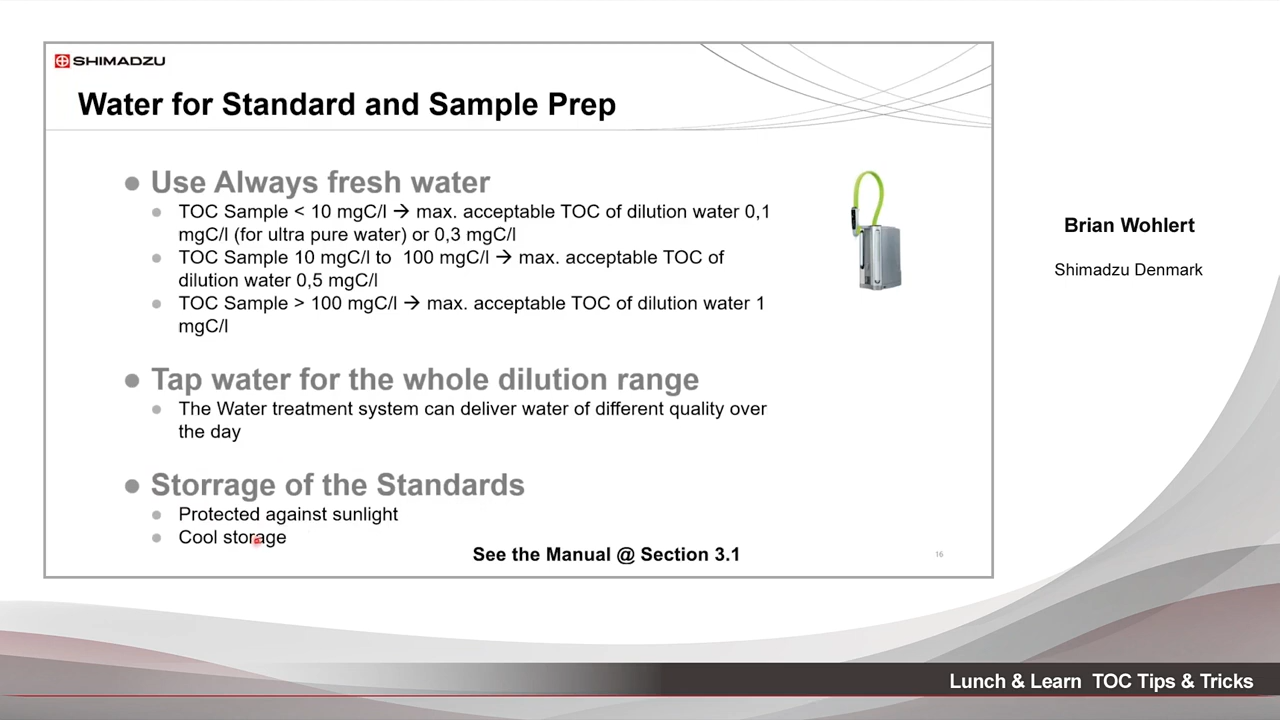 SHIMADZU
Water for Standard and Sample Prep
● Use Always fresh water
● TOC Sample < 10 mgC/l → max. acceptable TOC of dilution water 0,1
mgC/l (for ultra pure water) or 0,3 mgC/l
● TOC Sample 10 mgC/l to 100 mgC/l → max. acceptable TOC of
dilution water 0,5 mgC/l
● TOC Sample > 100 mgC/l → max. acceptable TOC of dilution water 1
mgC/l
● Tap water for the whole dilution range
● The Water treatment system can deliver water of different quality over
the day
● Storrage of the Standards
● Protected against sunlight
● Cool storage
See the Manual @ Section 3.1
16
Brian Wohlert
Shimadzu Denmark
Lunch & Learn TOC Tips & Tricks